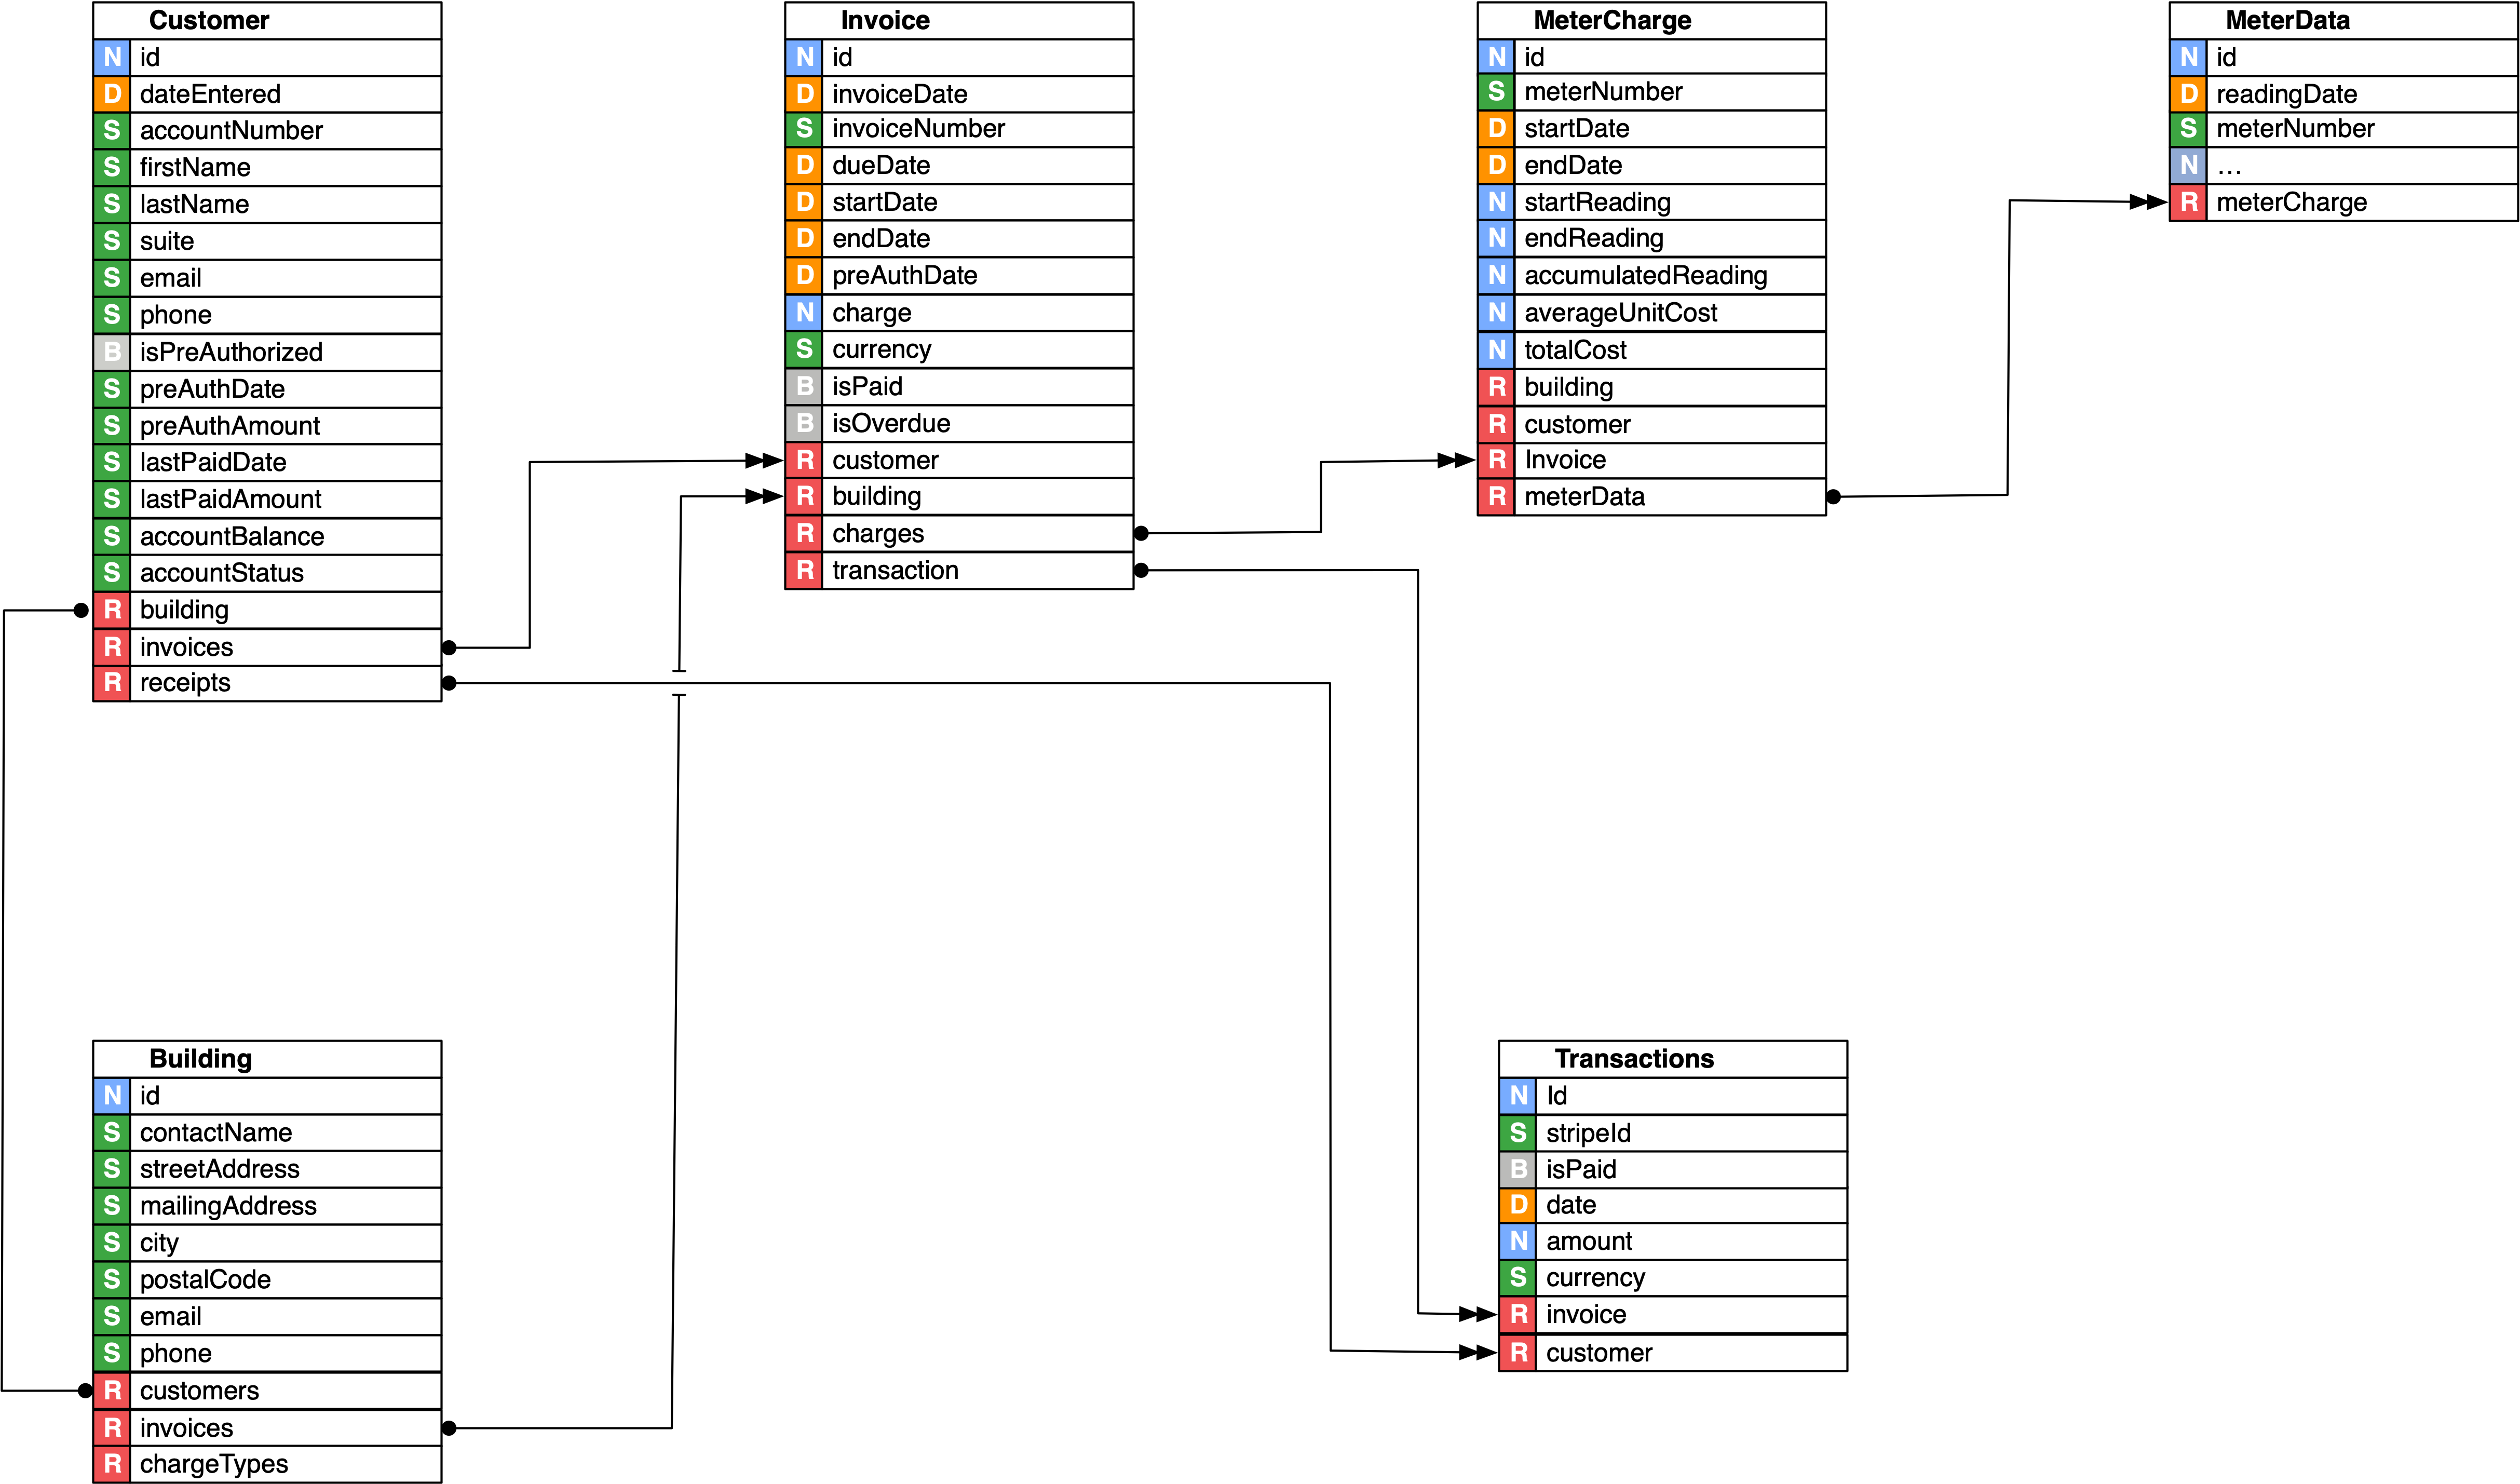 Customer
N id
D dateEntered
S accountNumber
S firstName
S lastName
S suite
S email
S phone
B isPreAuthorized
S preAuthDate
S preAuthAmount
S lastPaidDate
S lastPaidAmount
S accountBalance
S accountStatus
R building
R invoices
R receipts
Invoice
N id
D invoiceDate
S invoiceNumber
D dueDate
D startDate
D endDate
D preAuthDate
N charge
S currency
B isPaid
B isOverdue
R customer
R building
R charges
R transaction
MeterCharge
N id
S meterNumber
D startDate
D endDate
N startReading
N endReading
N accumulatedReading
N averageUnitCost
N totalCost
R building
R customer
R Invoice
R meterData
MeterData
N id
D readingDate
S meterNumber
N ...
R meterCharge
Building
N id
S contactName
S streetAddress
S mailingAddress
S city
S postalCode
S email
S phone
R customers
R invoices
R chargeTypes
Transactions
N Id
S stripeId
B isPaid
D date
N amount
S currency
R invoice
R customer